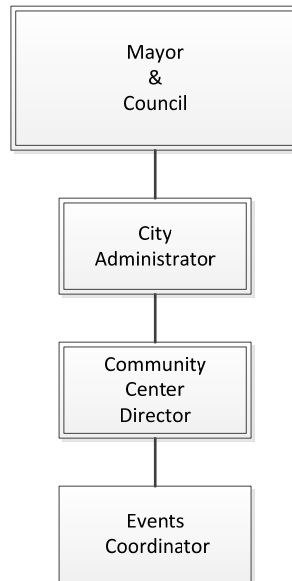 Mayor
&
Council
City
Administrator
Community
Center
Director
Events
Coordinator